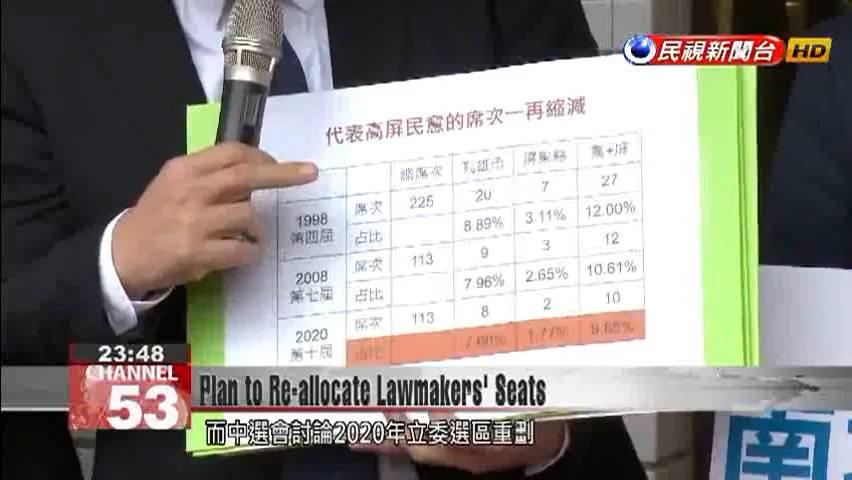 民視新聞台 HD
代表高屏民意的席次一再縮減
總席次 高雄市 屏東縣 高+屏
1998 第四屆 席次 225 20 7 27
占比 8.89% 3.11% 12.00%
2008 第七屆 席次 113 9 3 12
占比 7.96% 2.65% 10.61%
2020 第十屆 席次 113 8 2 10
占比 1.77% 8.85%
23:48
CHANNEL
53
Plan to Re-allocate Lawmakers' Seats
而中選會討論2020年立委選區重劃
南